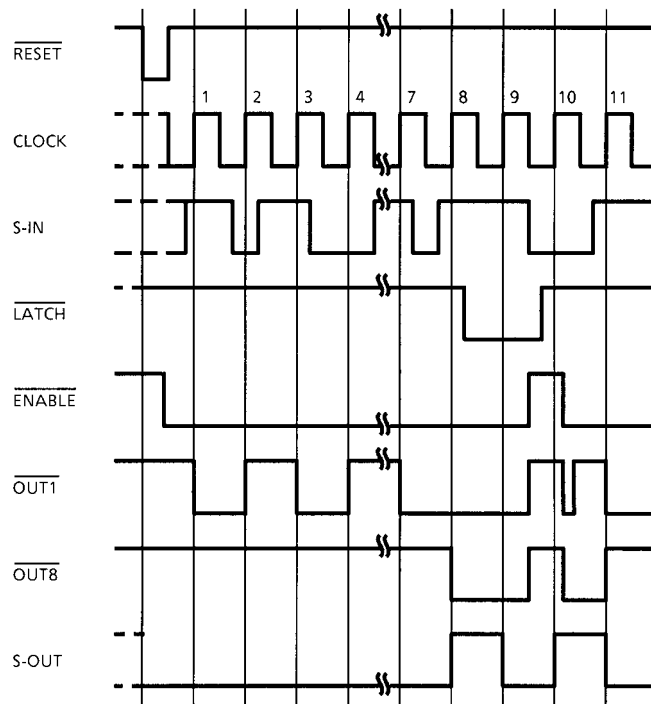 RESET
1 2 3 4 7 8 9 10 11
CLOCK
S-IN
LATCH
ENABLE
OUT1
OUT8
S-OUT